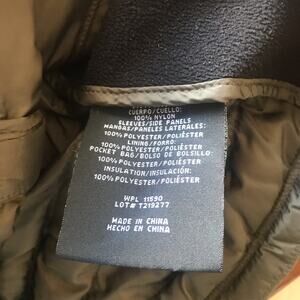 CUERPO/CUELLO:
100% NYLON
SLEEVES/SIDE PANELS
MANGAS/PANELES LATERALES:
100% POLYESTER/POLIÉSTER
LINING/FORRO:
100% POLYESTER/POLIÉSTER
POCKET BAG/BOLSO DE BOLSILLO:
100% POLYESTER/POLIÉSTER
INSULATION/INSULACIÓN:
100% POLYESTER/POLIÉSTER
WPL 11590
LOT# T219277
MADE IN CHINA
HECHO EN CHINA